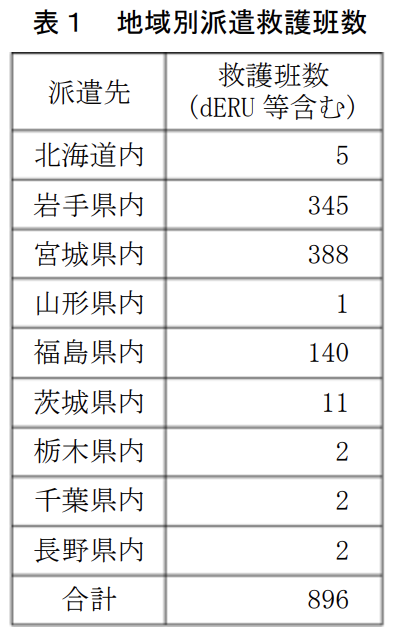 表1　地域別派遣救護班数
派遣先　救護班数
（dERU 等含む）
北海道内　5
岩手県内　345
宮城県内　388
山形県内　1
福島県内　140
茨城県内　11
栃木県内　2
千葉県内　2
長野県内　2
合計　896